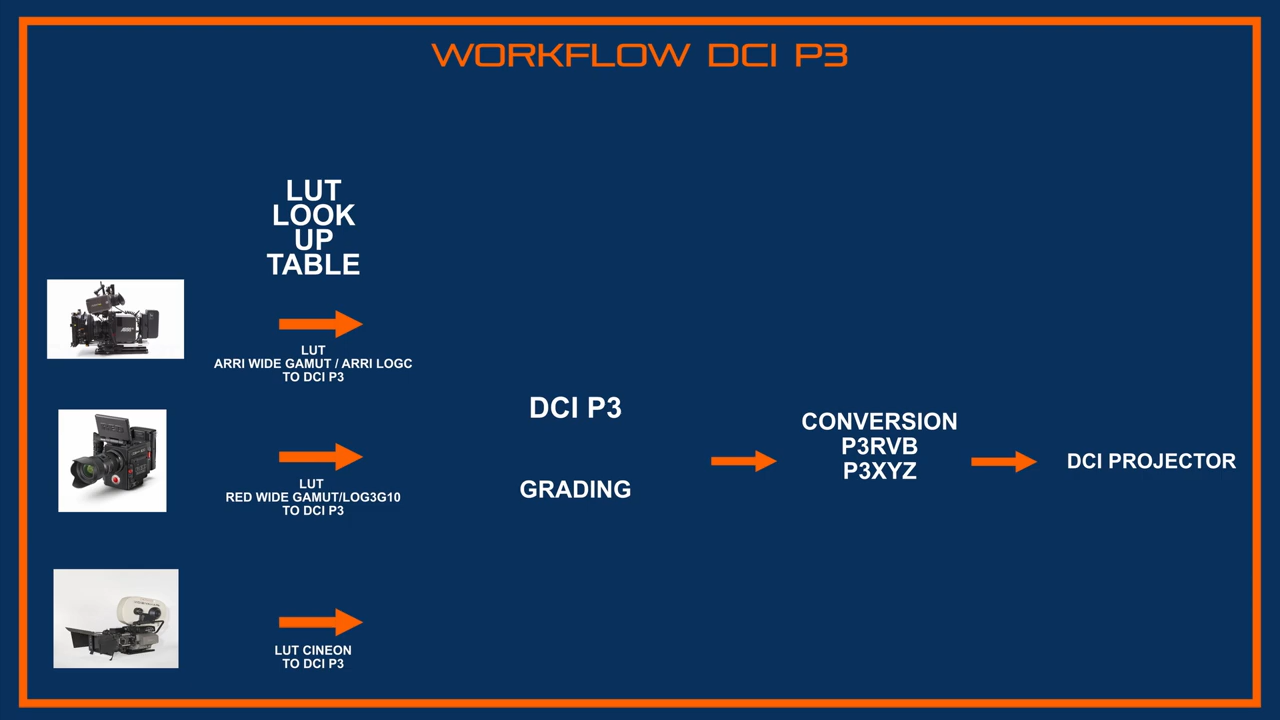 WORKFLOW DCI P3
LUT
LOOK
UP
TABLE
LUT
ARRI WIDE GAMUT / ARRI LOGC
TO DCI P3
LUT
RED WIDE GAMUT/LOG3G10
TO DCI P3
LUT CINEON
TO DCI P3
DCI P3
GRADING
CONVERSION
P3RVB
P3XYZ
DCI PROJECTOR